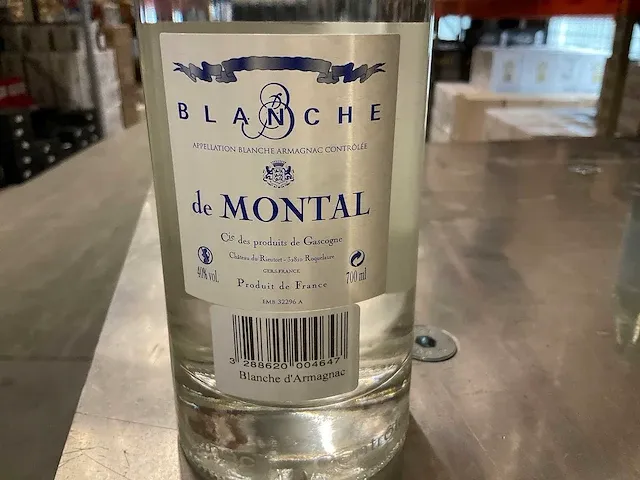 BLANCHE
APPELLATION BLANCHE ARMAGNAC CONTRÔLÉE
de MONTAL
Cie des produits de Gascogne
Château du Rieutort - 32810 Roquelaure
GERS FRANCE
40% vol.
700 ml
Produit de France
EMB 32296 A
3 288620 004647
Blanche d'Armagnac